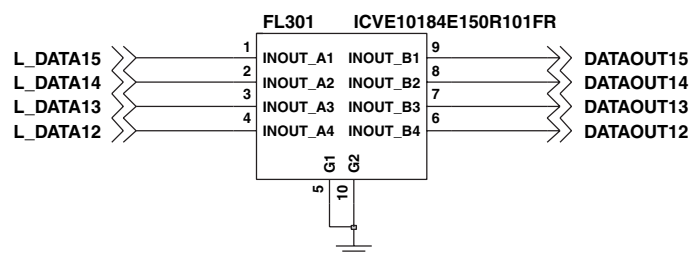 FL301 ICVE10184E150R101FR
L_DATA15 1 INOUT_A1 INOUT_B1 9 DATAOUT15
L_DATA14 2 INOUT_A2 INOUT_B2 8 DATAOUT14
L_DATA13 3 INOUT_A3 INOUT_B3 7 DATAOUT13
L_DATA12 4 INOUT_A4 INOUT_B4 6 DATAOUT12
G1 G2
5 10